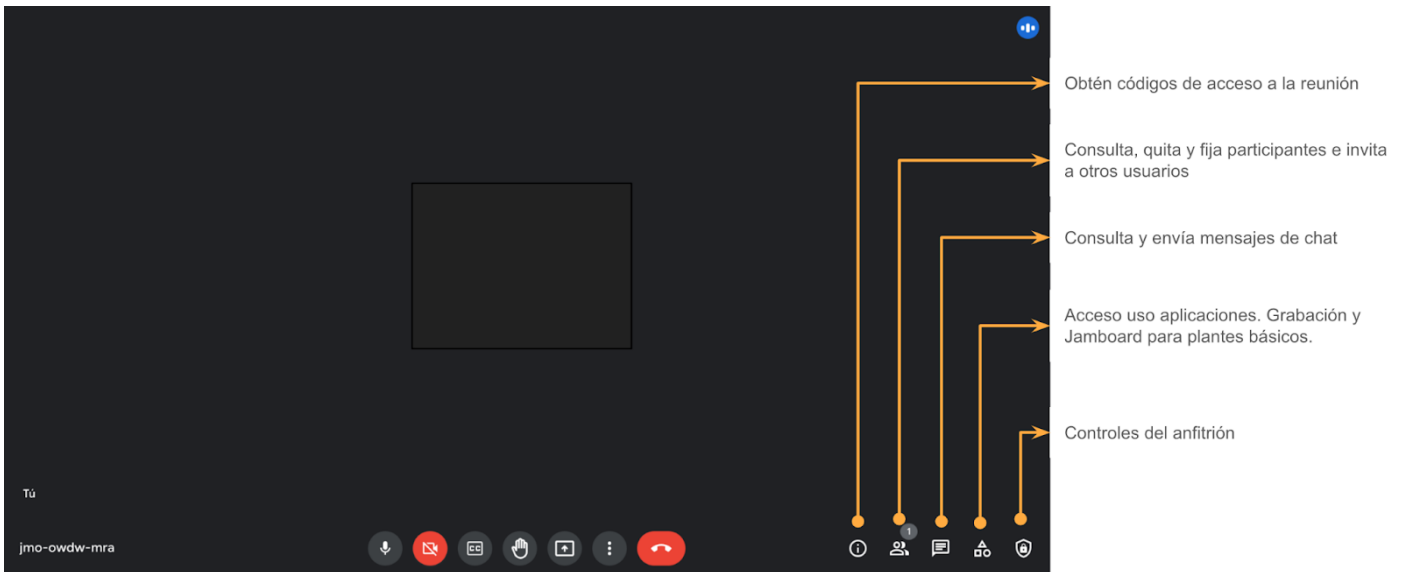 Obtén códigos de acceso a la reunión
Consulta, quita y fija participantes e invita
a otros usuarios
Consulta y envía mensajes de chat
Acceso uso aplicaciones. Grabación y
Jamboard para plantes básicos.
Controles del anfitrión
Tú
jmo-owdw-mra
CC
1